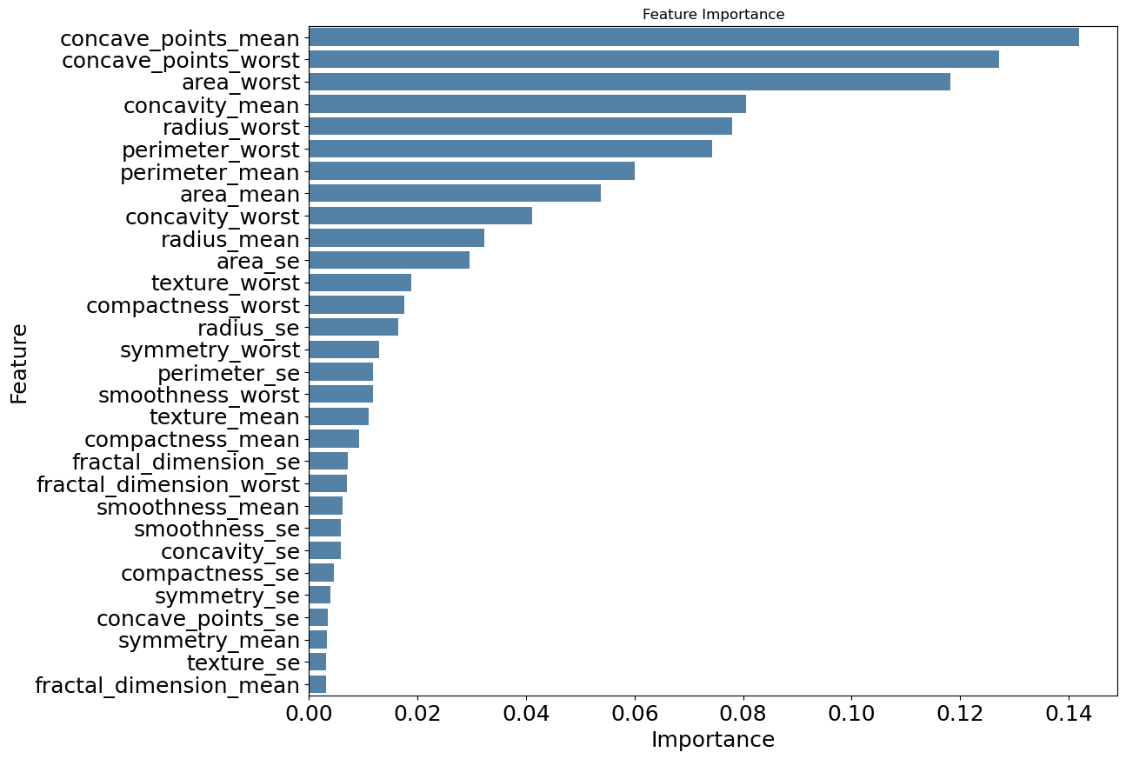 Feature Importance
concave_points_mean
concave_points_worst
area_worst
concavity_mean
radius_worst
perimeter_worst
perimeter_mean
area_mean
concavity_worst
radius_mean
area_se
texture_worst
compactness_worst
radius_se
symmetry_worst
perimeter_se
smoothness_worst
texture_mean
compactness_mean
fractal_dimension_se
fractal_dimension_worst
smoothness_mean
smoothness_se
concavity_se
compactness_se
symmetry_se
concave_points_se
symmetry_mean
texture_se
fractal_dimension_mean
Feature
0.00 0.02 0.04 0.06 0.08 0.10 0.12 0.14
Importance